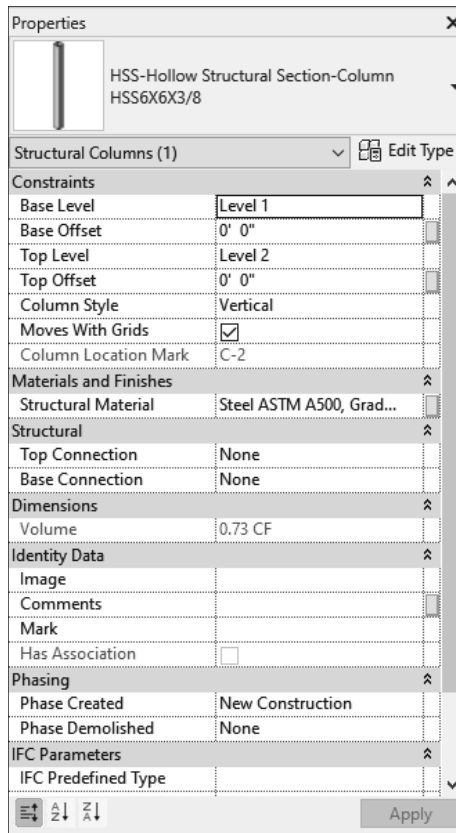 Properties
HSS-Hollow Structural Section-Column
HSS6X6X3/8
Structural Columns (1) Edit Type
Constraints
Base Level Level 1
Base Offset 0' 0"
Top Level Level 2
Top Offset 0' 0"
Column Style Vertical
Moves With Grids
Column Location Mark C-2
Materials and Finishes
Structural Material Steel ASTM A500, Grad...
Structural
Top Connection None
Base Connection None
Dimensions
Volume 0.73 CF
Identity Data
Image
Comments
Mark
Has Association
Phasing
Phase Created New Construction
Phase Demolished None
IFC Parameters
IFC Predefined Type
Apply